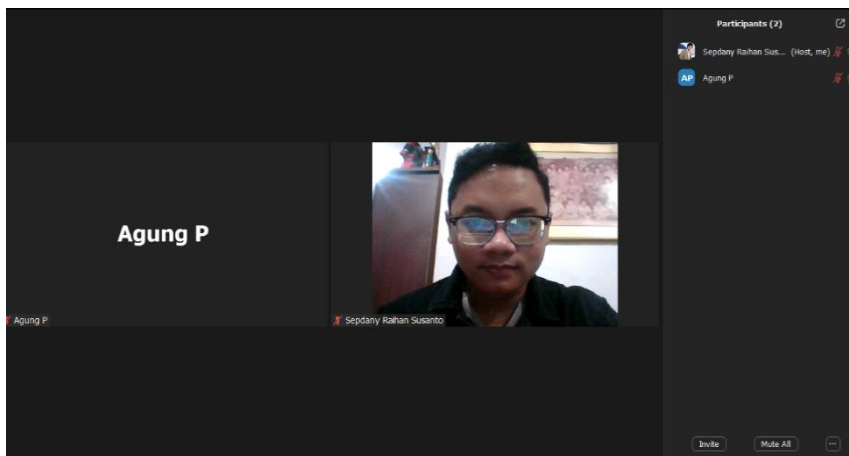 Participants (2)
Sepdany Raihan Sus... (Host, me)
AP Agung P
Agung P
Agung P
Sepdany Raihan Susanto
Invite Mute All